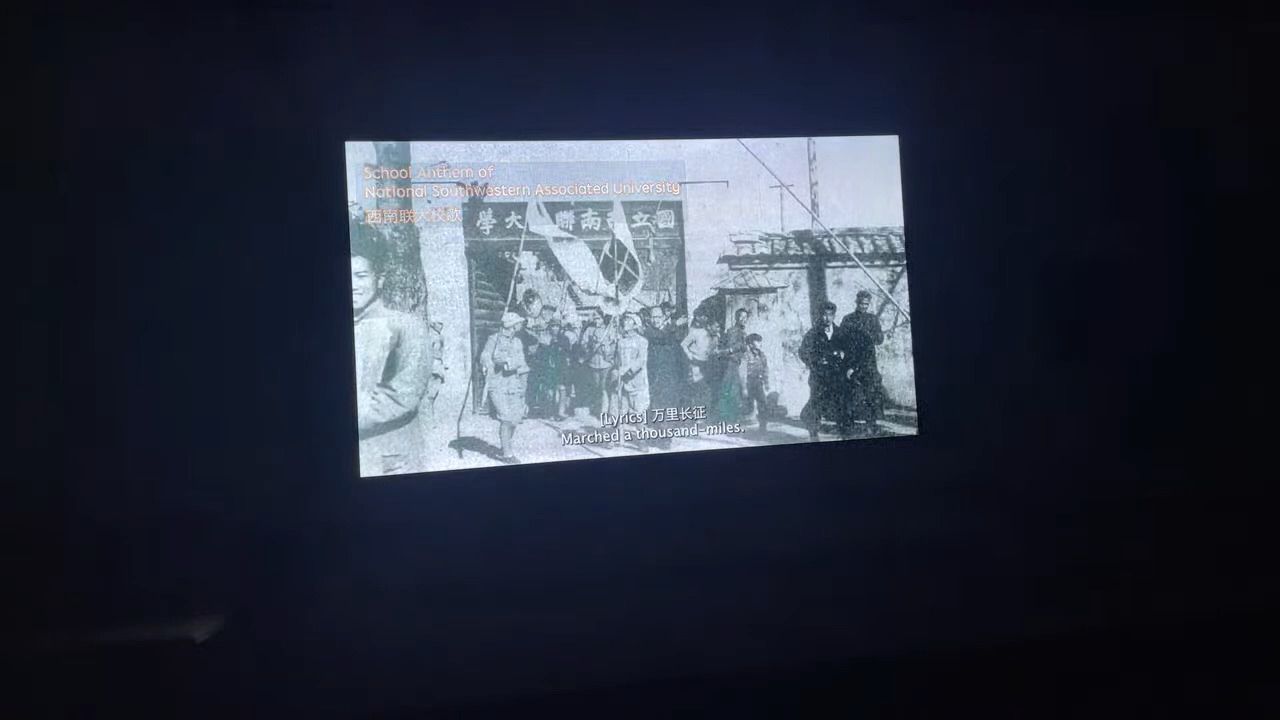 School Anthem of
National Southwestern Associated University
西南联大校歌
學大 聯南 立國
[Lyrics] 万里长征
Marched a thousand-miles.